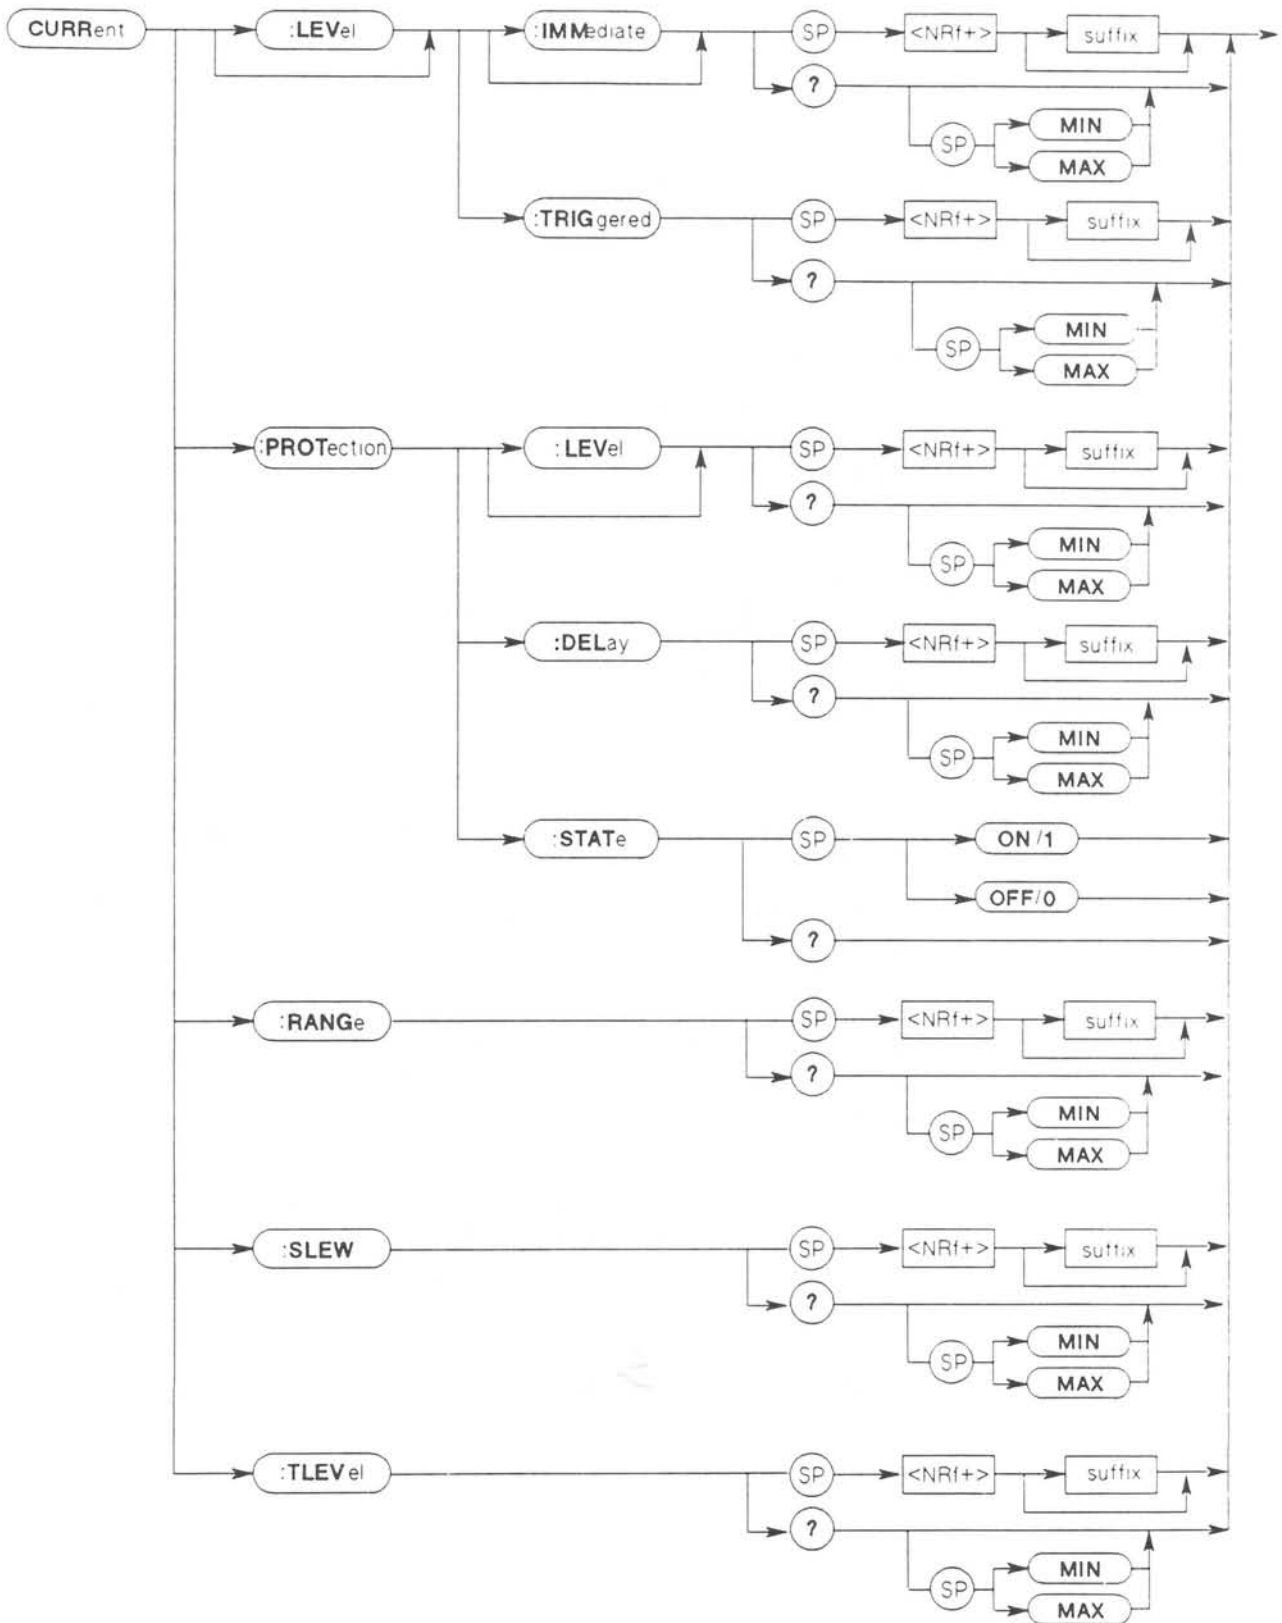 CURRent :LEVel :IMMediate SP <NRf+> suffix
?
SP MIN
MAX
:TRIGgered SP <NRf+> suffix
?
SP MIN
MAX
:PROTection :LEVel SP <NRf+> suffix
?
SP MIN
MAX
:DELay SP <NRf+> suffix
?
SP MIN
MAX
:STATe SP ON/1
OFF/0
?
:RANGe SP <NRf+> suffix
?
SP MIN
MAX
:SLEW SP <NRf+> suffix
?
SP MIN
MAX
:TLEVel SP <NRf+> suffix
?
SP MIN
MAX